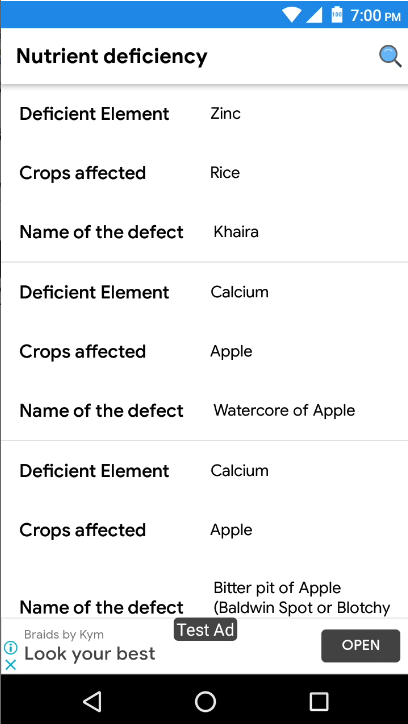 100
7:00 PM
Nutrient deficiency
Deficient Element Zinc
Crops affected Rice
Name of the defect Khaira
Deficient Element Calcium
Crops affected Apple
Name of the defect Watercore of Apple
Deficient Element Calcium
Crops affected Apple
Bitter pit of Apple
Name of the defect (Baldwin Spot or Blotchy
Test Ad
Braids by Kym
Look your best
OPEN